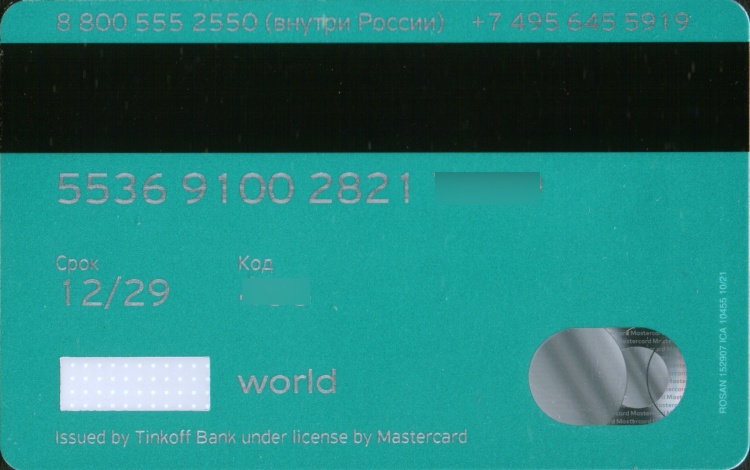 8 800 555 2550 (внутри России) +7 495 645 5919
5536 9100 2821
Срок
Код
12/29
world
Issued by Tinkoff Bank under license by Mastercard
ROSAN 152907 ICA 10455 10/21